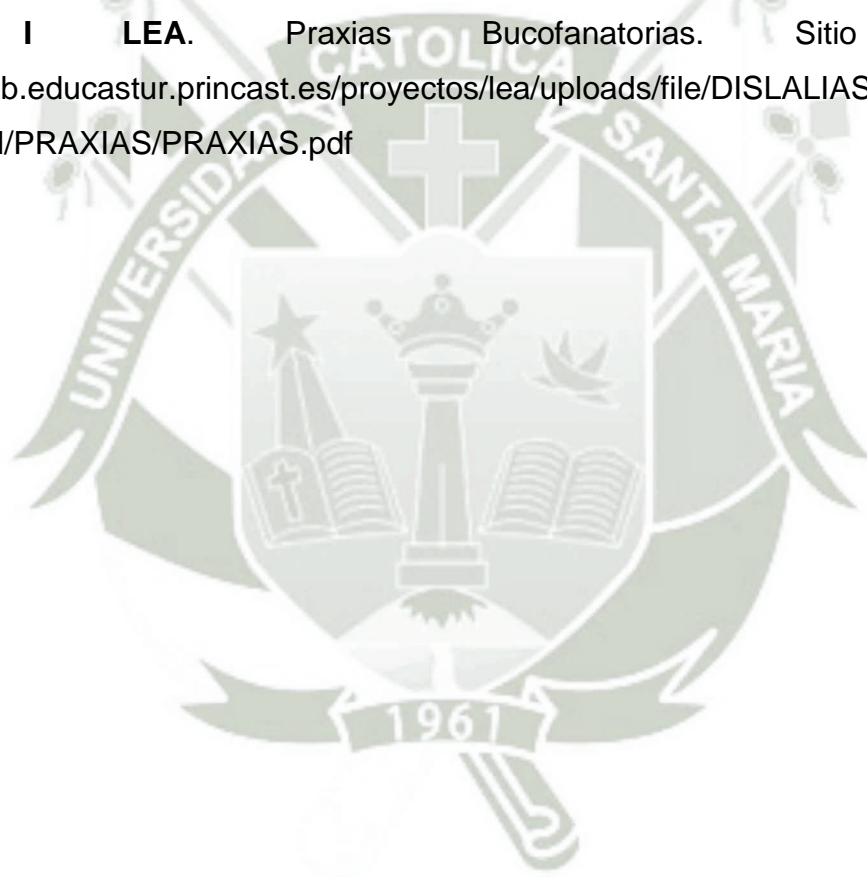 I LEA. Praxias Bucofanatorias. Sitio
b.educastur.princast.es/proyectos/lea/uploads/file/DISLALIAS
/PRAXIAS/PRAXIAS.pdf
UNIVERSIDAD CATOLICA SANTA MARIA
1961